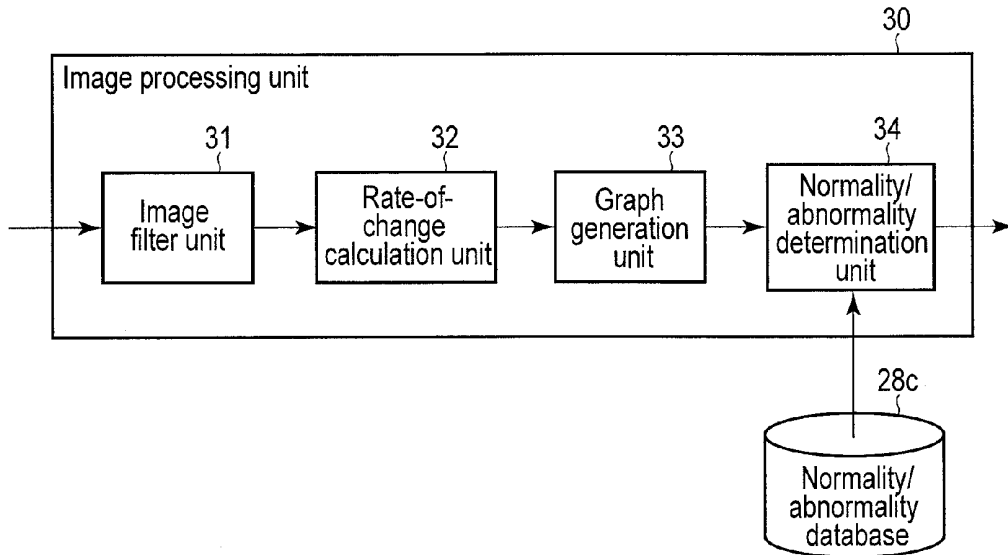 30
Image processing unit
31
32
33
34
Image
filter unit
Rate-of-
change
calculation unit
Graph
generation
unit
Normality/
abnormality
determination
unit
28c
Normality/
abnormality
database